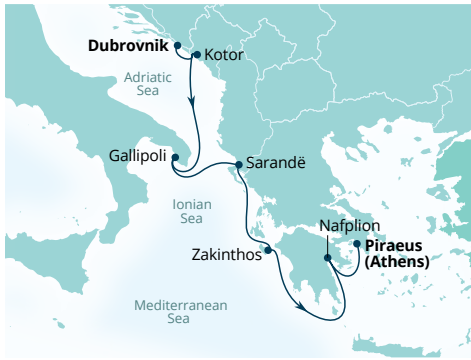 Dubrovnik
Kotor
Adriatic
Sea
Gallipoli
Sarandë
Ionian
Sea
Nafplion
Zakinthos
Piraeus
(Athens)
Mediterranean
Sea